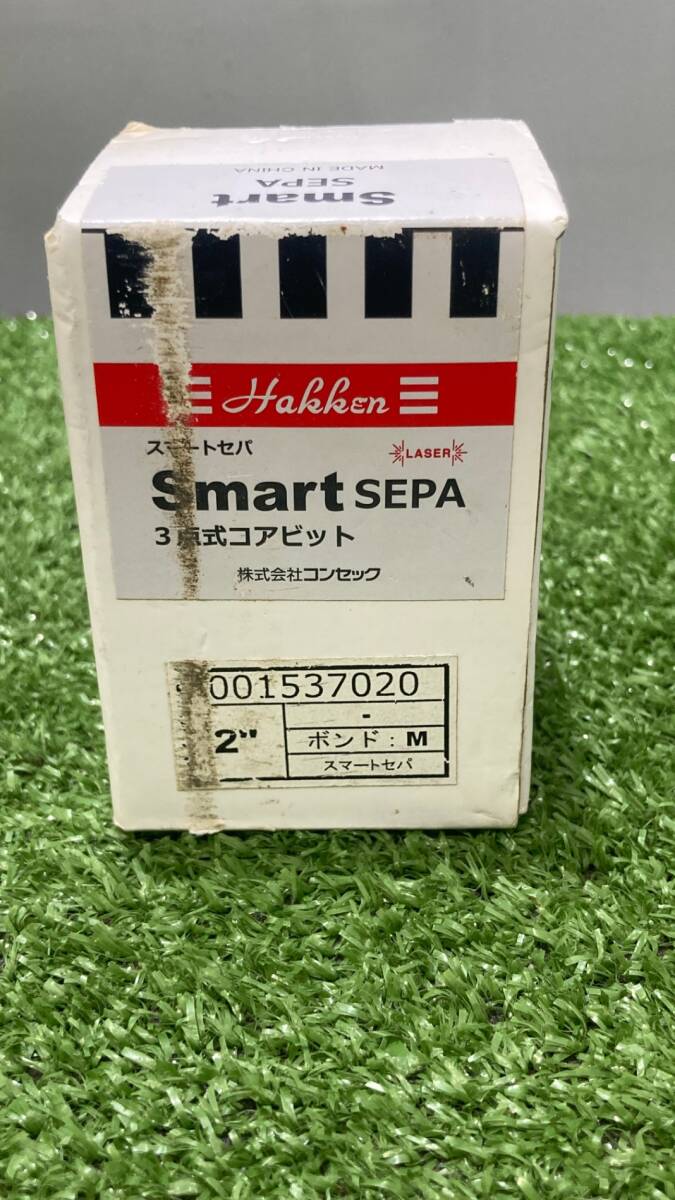 Smart
SEPA
MADE IN CHINA
Hakken
スマートセパ
LASER
Smart SEPA
3点式コアビット
株式会社コンセック
001537020
-
2"
ボンド:M
スマートセパ